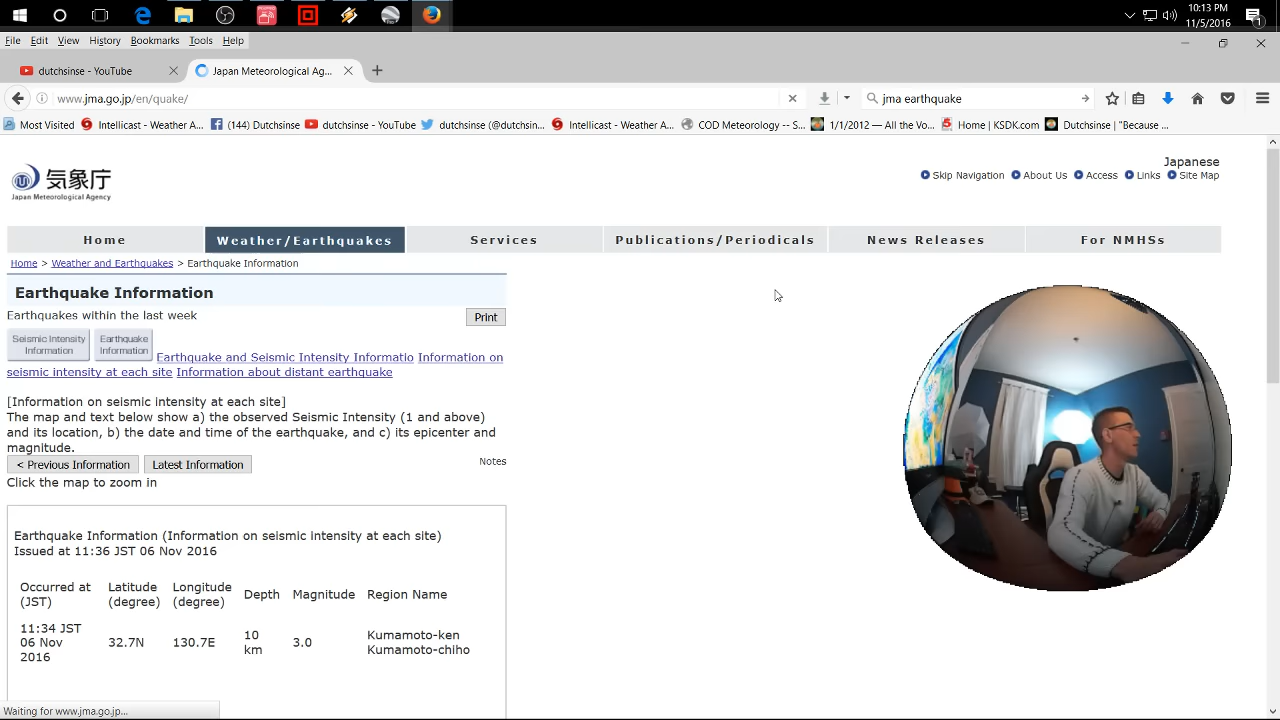 10:13 PM
11/5/2016
File Edit View History Bookmarks Tools Help
dutchsinse - YouTube
Japan Meteorological Ag...
www.jma.go.jp/en/quake/
jma earthquake
Most Visited Intellicast - Weather A... (144) Dutchsinse dutchsinse - YouTube dutchsinse (@dutchsin... Intellicast - Weather A... COD Meteorology -- S... 1/1/2012 — All the Vo... Home | KSDK.com Dutchsinse | "Because ...
Japanese
気象庁
Japan Meteorological Agency
Skip Navigation About Us Access Links Site Map
Home Weather/Earthquakes Services Publications/Periodicals News Releases For NMHSs
Home > Weather and Earthquakes > Earthquake Information
Earthquake Information
Earthquakes within the last week
Print
Seismic Intensity Information
Earthquake Information
Earthquake and Seismic Intensity Informatio Information on
seismic intensity at each site Information about distant earthquake
[Information on seismic intensity at each site]
The map and text below show a) the observed Seismic Intensity (1 and above)
and its location, b) the date and time of the earthquake, and c) its epicenter and
magnitude.
< Previous Information Latest Information Notes
Click the map to zoom in
Earthquake Information (Information on seismic intensity at each site)
Issued at 11:36 JST 06 Nov 2016
Occurred at (JST) Latitude (degree) Longitude (degree) Depth Magnitude Region Name
11:34 JST 06 Nov 2016 32.7N 130.7E 10 km 3.0 Kumamoto-ken Kumamoto-chiho
Waiting for www.jma.go.jp...